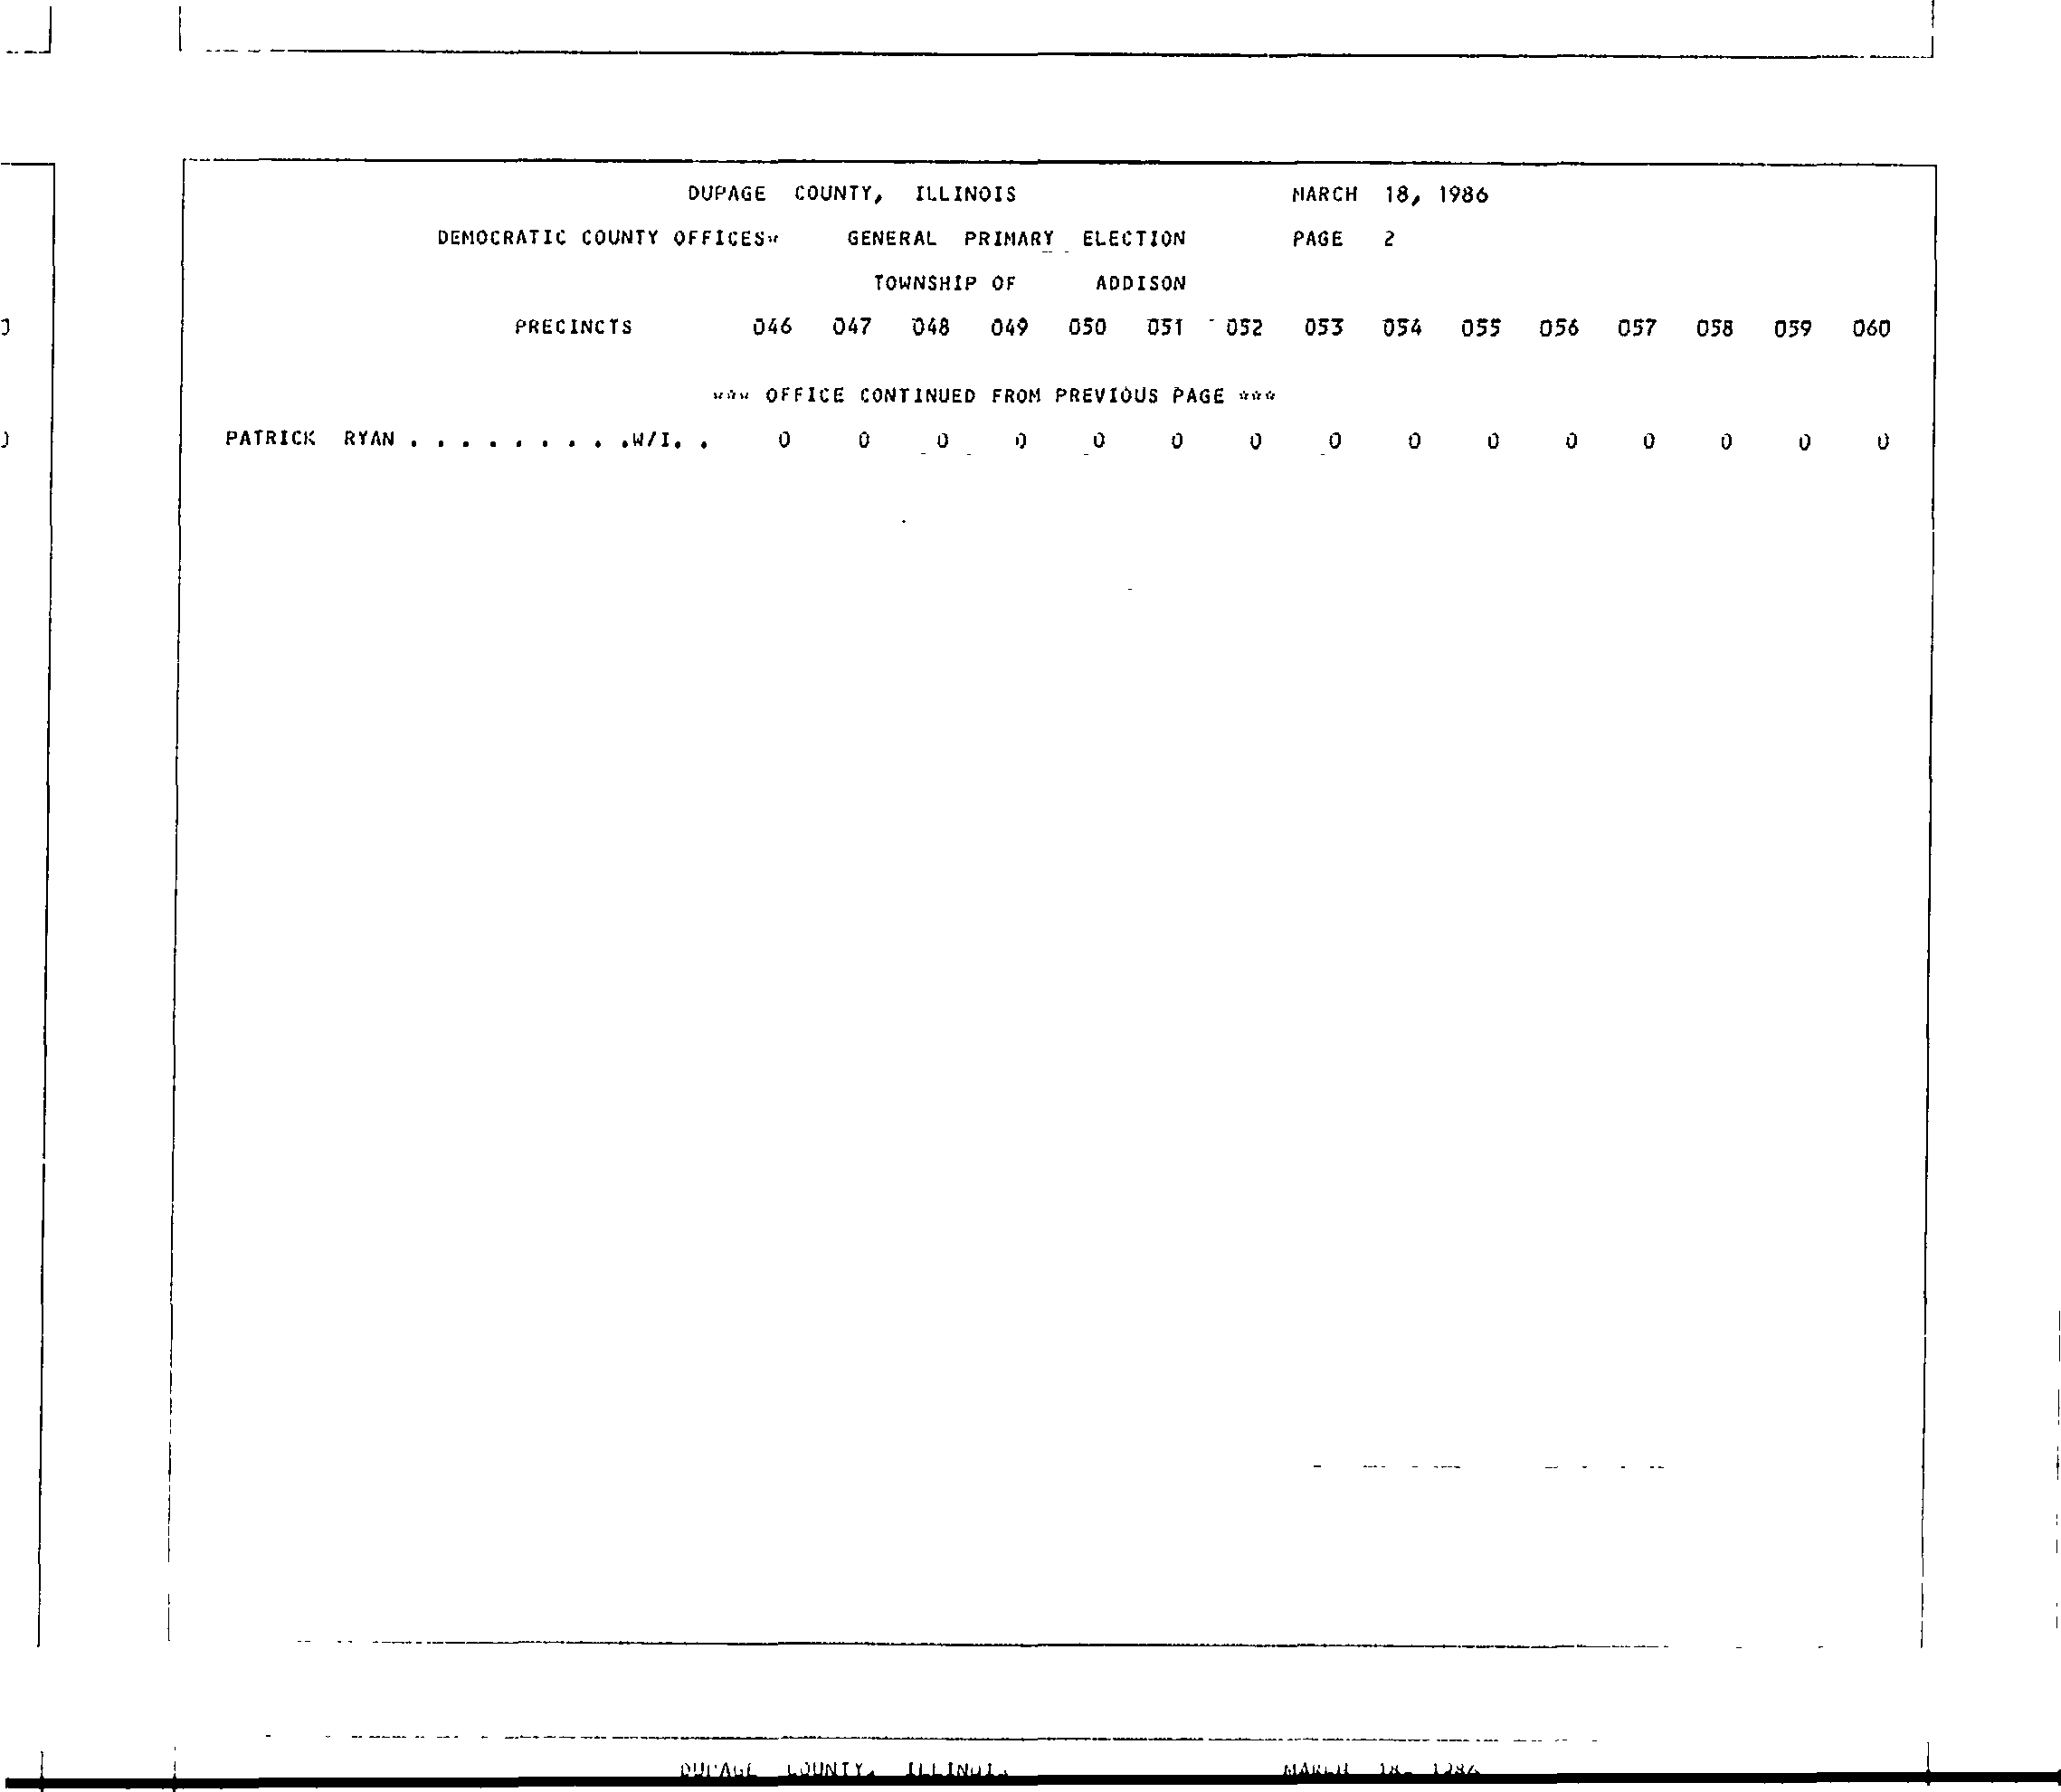 DUPAGE COUNTY, ILLINOIS MARCH 18, 1986
DEMOCRATIC COUNTY OFFICES* GENERAL PRIMARY ELECTION PAGE 2
TOWNSHIP OF ADDISON
PRECINCTS 046 047 048 049 050 051 052 053 054 055 056 057 058 059 060
*** OFFICE CONTINUED FROM PREVIOUS PAGE ***
PATRICK RYAN . . . . . . . . .W/I. . 0 0 0 0 0 0 0 0 0 0 0 0 0 0 0
DUPAGE COUNTY, ILLINOIS MARCH 18, 1986